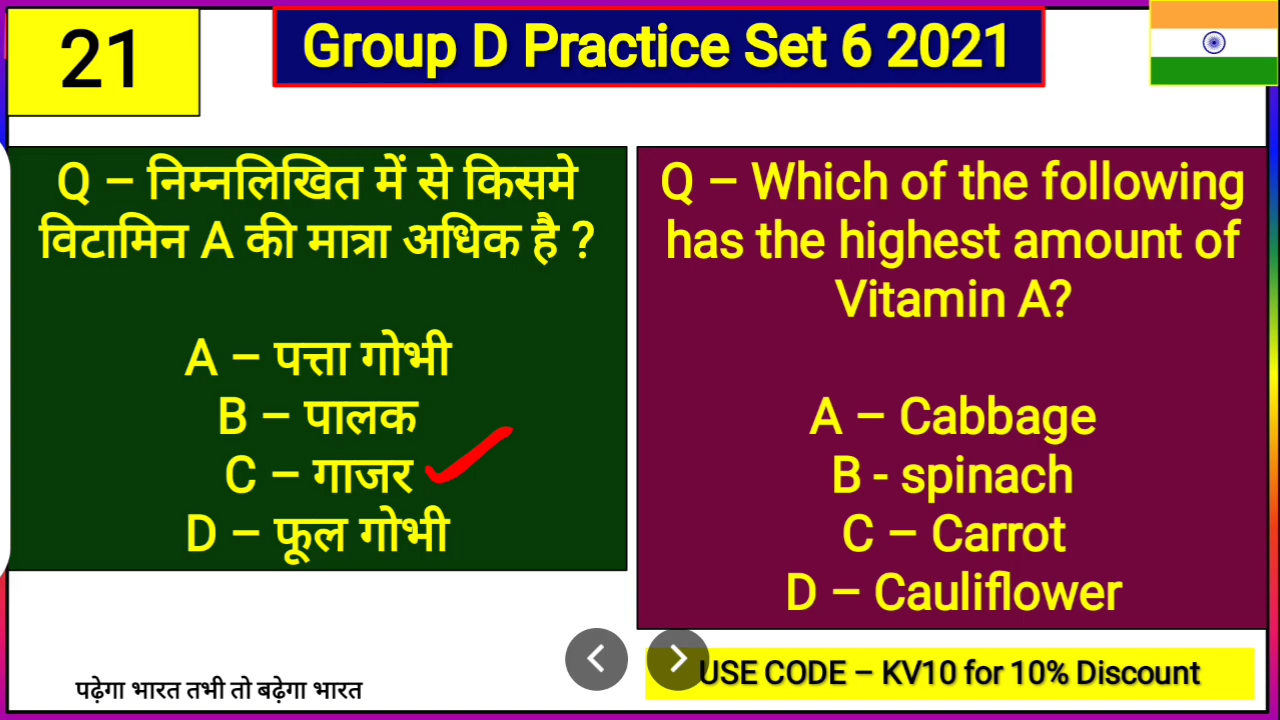 21
Group D Practice Set 6 2021
Q – निम्नलिखित में से किसमे
विटामिन A की मात्रा अधिक है ?
A – पत्ता गोभी
B – पालक
C – गाजर
D – फूल गोभी
Q – Which of the following
has the highest amount of
Vitamin A?
A – Cabbage
B - spinach
C – Carrot
D – Cauliflower
पढ़ेगा भारत तभी तो बढ़ेगा भारत
USE CODE – KV10 for 10% Discount